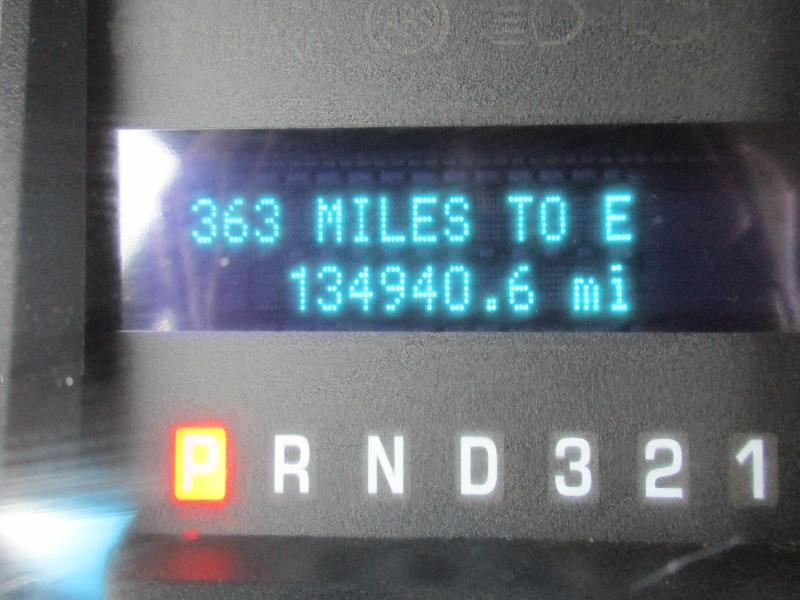 363 MILES TO E
134940.6 mi
P R N D 3 2 1